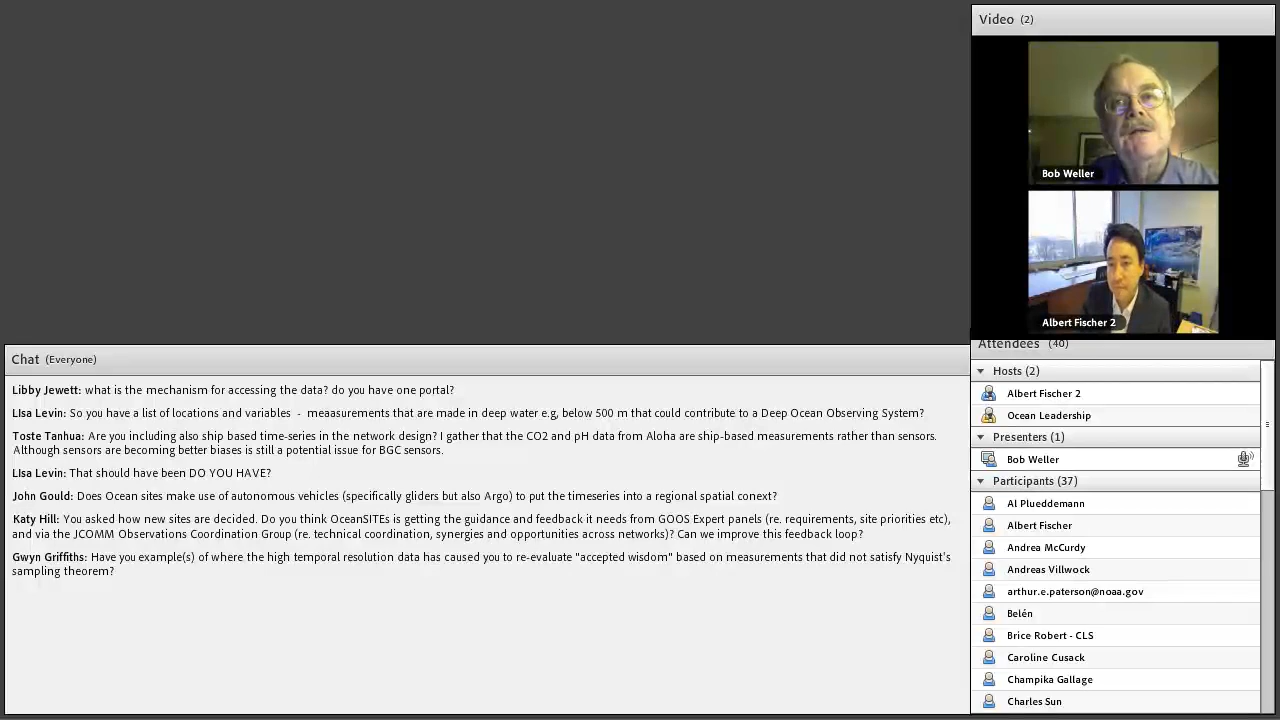 Video (2)
Bob Weller
Albert Fischer 2
Attendees (40)
Hosts (2)
Albert Fischer 2
Ocean Leadership
Presenters (1)
Bob Weller
Participants (37)
Al Plueddemann
Albert Fischer
Andrea McCurdy
Andreas Villwock
arthur.e.paterson@noaa.gov
Belén
Brice Robert - CLS
Caroline Cusack
Champika Gallage
Charles Sun
Chat (Everyone)
Libby Jewett: what is the mechanism for accessing the data? do you have one portal?
LIsa Levin: So you have a list of locations and variables - meaasurements that are made in deep water e.g, below 500 m that could contribute to a Deep Ocean Observing System?
Toste Tanhua: Are you including also ship based time-series in the network design? I gather that the CO2 and pH data from Aloha are ship-based measurements rather than sensors.
Although sensors are becoming better biases is still a potential issue for BGC sensors.
LIsa Levin: That should have been DO YOU HAVE?
John Gould: Does Ocean sites make use of autonomous vehicles (specifically gliders but also Argo) to put the timeseries into a regional spatial conext?
Katy Hill: You asked how new sites are decided. Do you think OceanSITEs is getting the guidance and feedback it needs from GOOS Expert panels (re. requirements, site priorities etc),
and via the JCOMM Observations Coordination Group (re. technical coordination, synergies and opportunities across networks)? Can we improve this feedback loop?
Gwyn Griffiths: Have you example(s) of where the high temporal resolution data has caused you to re-evaluate "accepted wisdom" based on measurements that did not satisfy Nyquist's
sampling theorem?